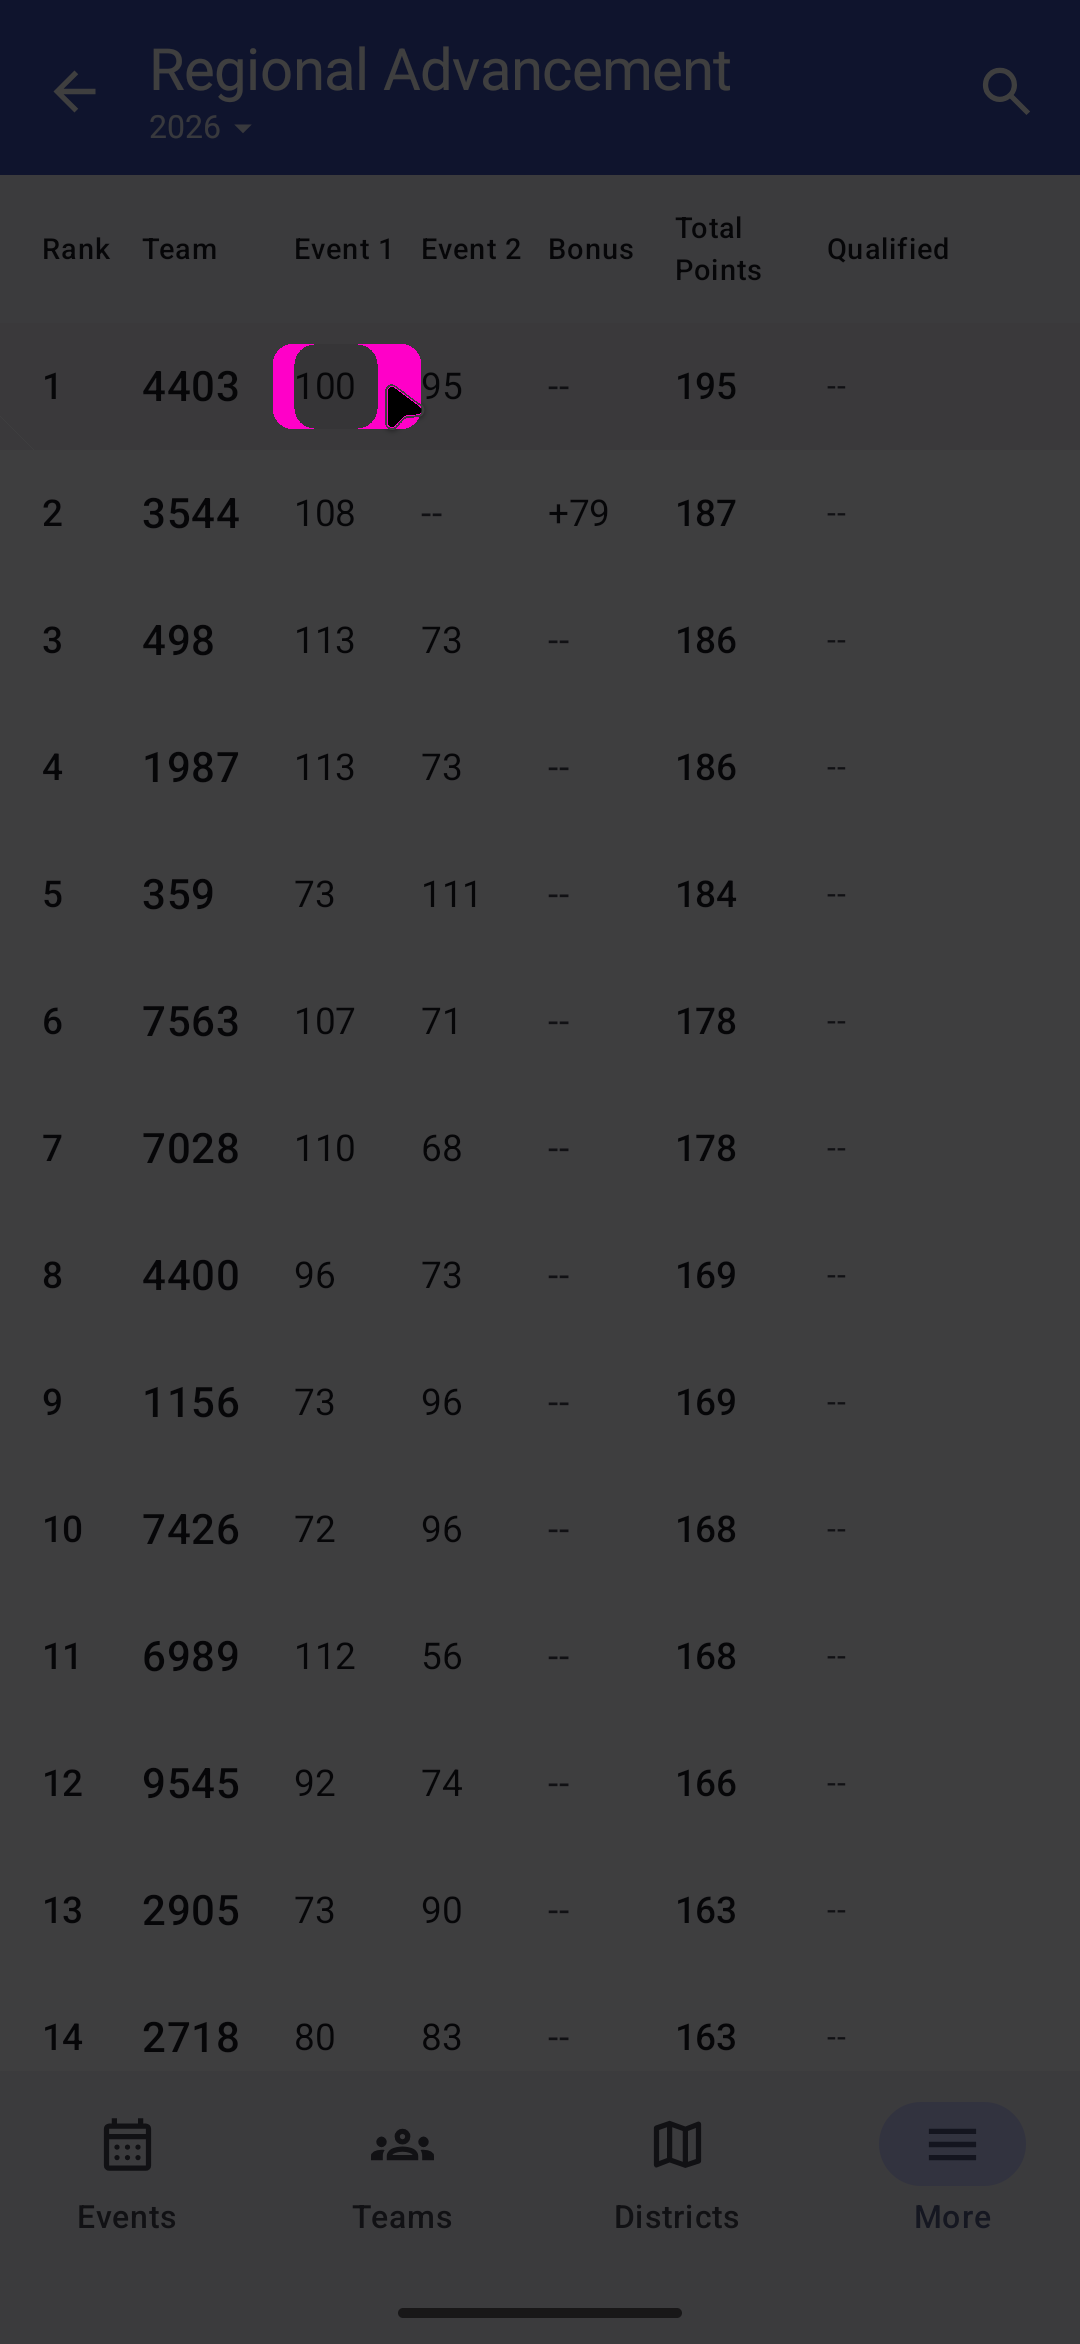 Regional Advancement
2026
Rank Team Event 1 Event 2 Bonus Total Points Qualified
1 4403 100 95 -- 195 --
2 3544 108 -- +79 187 --
3 498 113 73 -- 186 --
4 1987 113 73 -- 186 --
5 359 73 111 -- 184 --
6 7563 107 71 -- 178 --
7 7028 110 68 -- 178 --
8 4400 96 73 -- 169 --
9 1156 73 96 -- 169 --
10 7426 72 96 -- 168 --
11 6989 112 56 -- 168 --
12 9545 92 74 -- 166 --
13 2905 73 90 -- 163 --
14 2718 80 83 -- 163 --
Events Teams Districts More